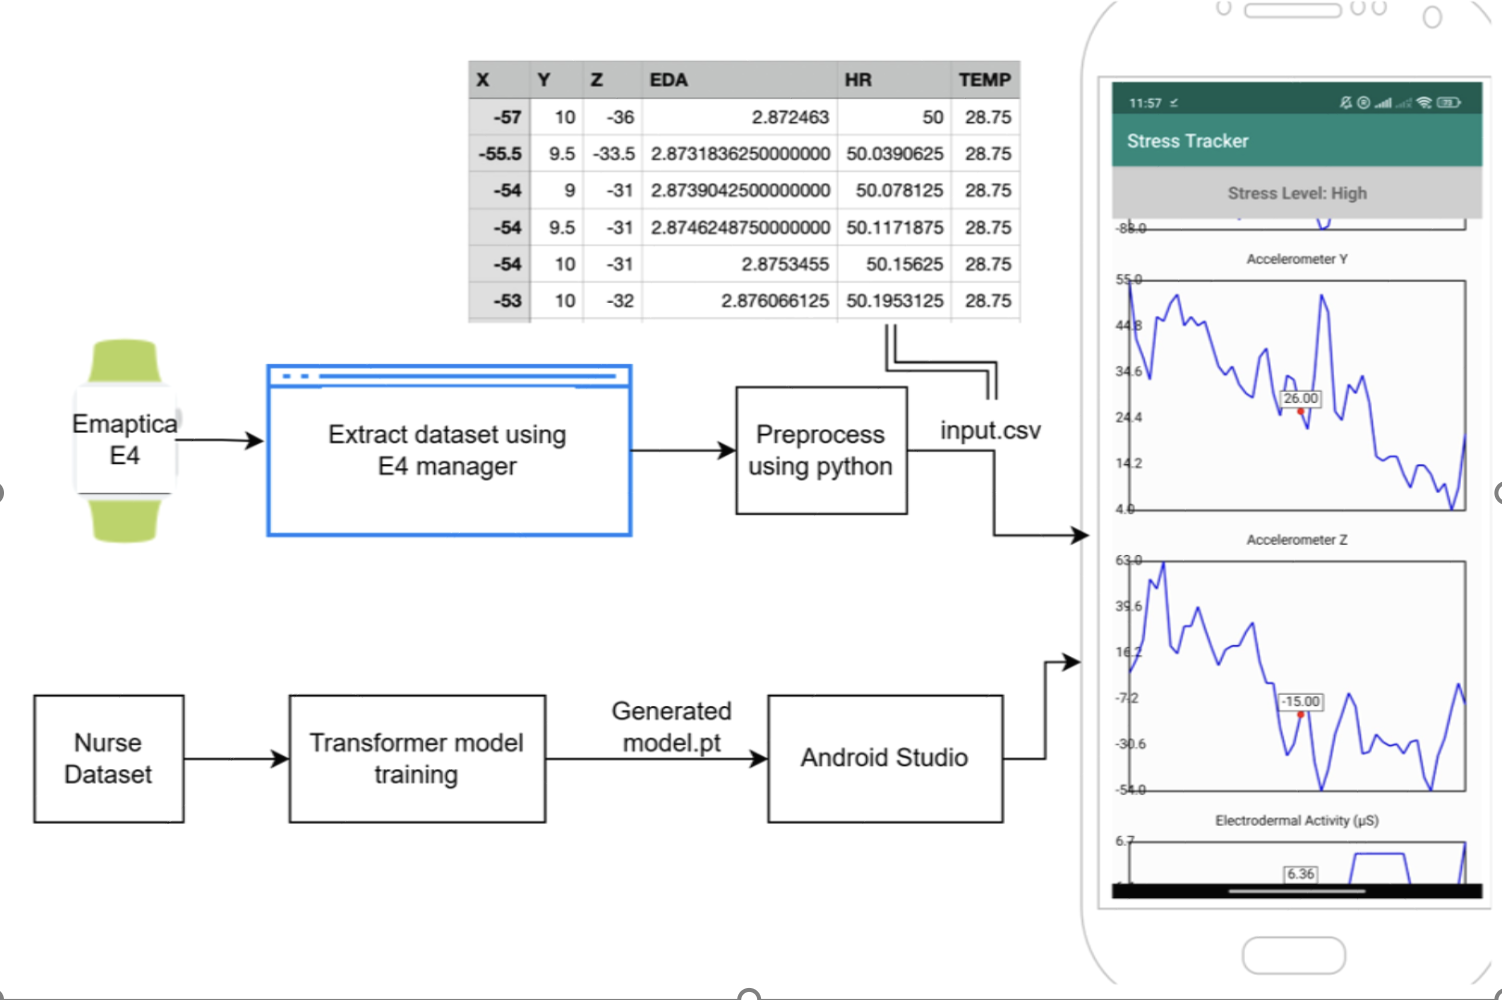 X Y Z EDA HR TEMP
-57 10 -36 2.872463 50 28.75
-55.5 9.5 -33.5 2.8731836250000000 50.0390625 28.75
-54 9 -31 2.8739042500000000 50.078125 28.75
-54 9.5 -31 2.8746248750000000 50.1171875 28.75
-54 10 -31 2.8753455 50.15625 28.75
-53 10 -32 2.876066125 50.1953125 28.75
Emaptica
E4
Extract dataset using
E4 manager
Preprocess
using python
input.csv
Nurse
Dataset
Transformer model
training
Generated
model.pt
Android Studio
11:57
Stress Tracker
Stress Level: High
-88.0
Accelerometer Y
55.0
44.8
34.6
26.00
24.4
14.2
4.0
Accelerometer Z
63.0
39.6
16.2
-7.2
-15.00
-30.6
-54.0
Electrodermal Activity (µS)
6.7
6.36